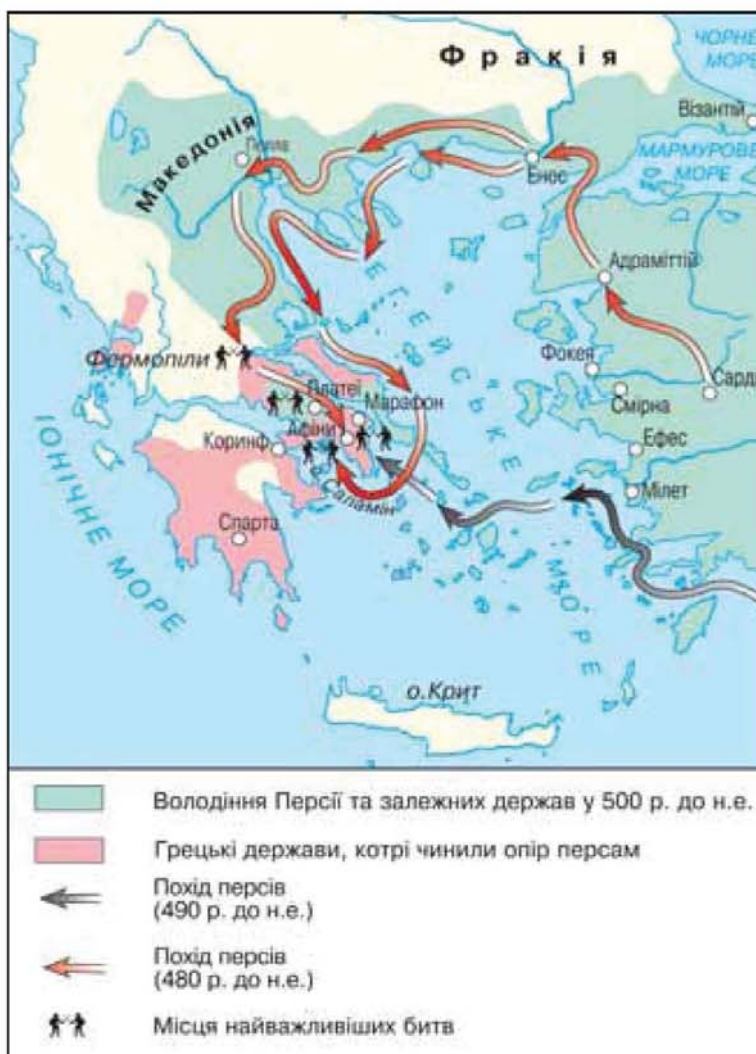 Фракія
ЧОРНЕ
МОРЕ
Візантій
МАРМУРОВЕ
МОРЕ
Македонія
Пелла
Енос
Адраміттій
ЕГЕЙСЬКЕ МОРЕ
Фокея
Сарди
Смірна
Фермопіли
Платеї
Марафон
Афіни
Коринф
Ефес
Мілет
Саламін
Спарта
ІОНІЧНЕ МОРЕ
о.Крит
Володіння Персії та залежних держав у 500 р. до н.е.
Грецькі держави, котрі чинили опір персам
Похід персів
(490 р. до н.е.)
Похід персів
(480 р. до н.е.)
Місця найважливіших битв